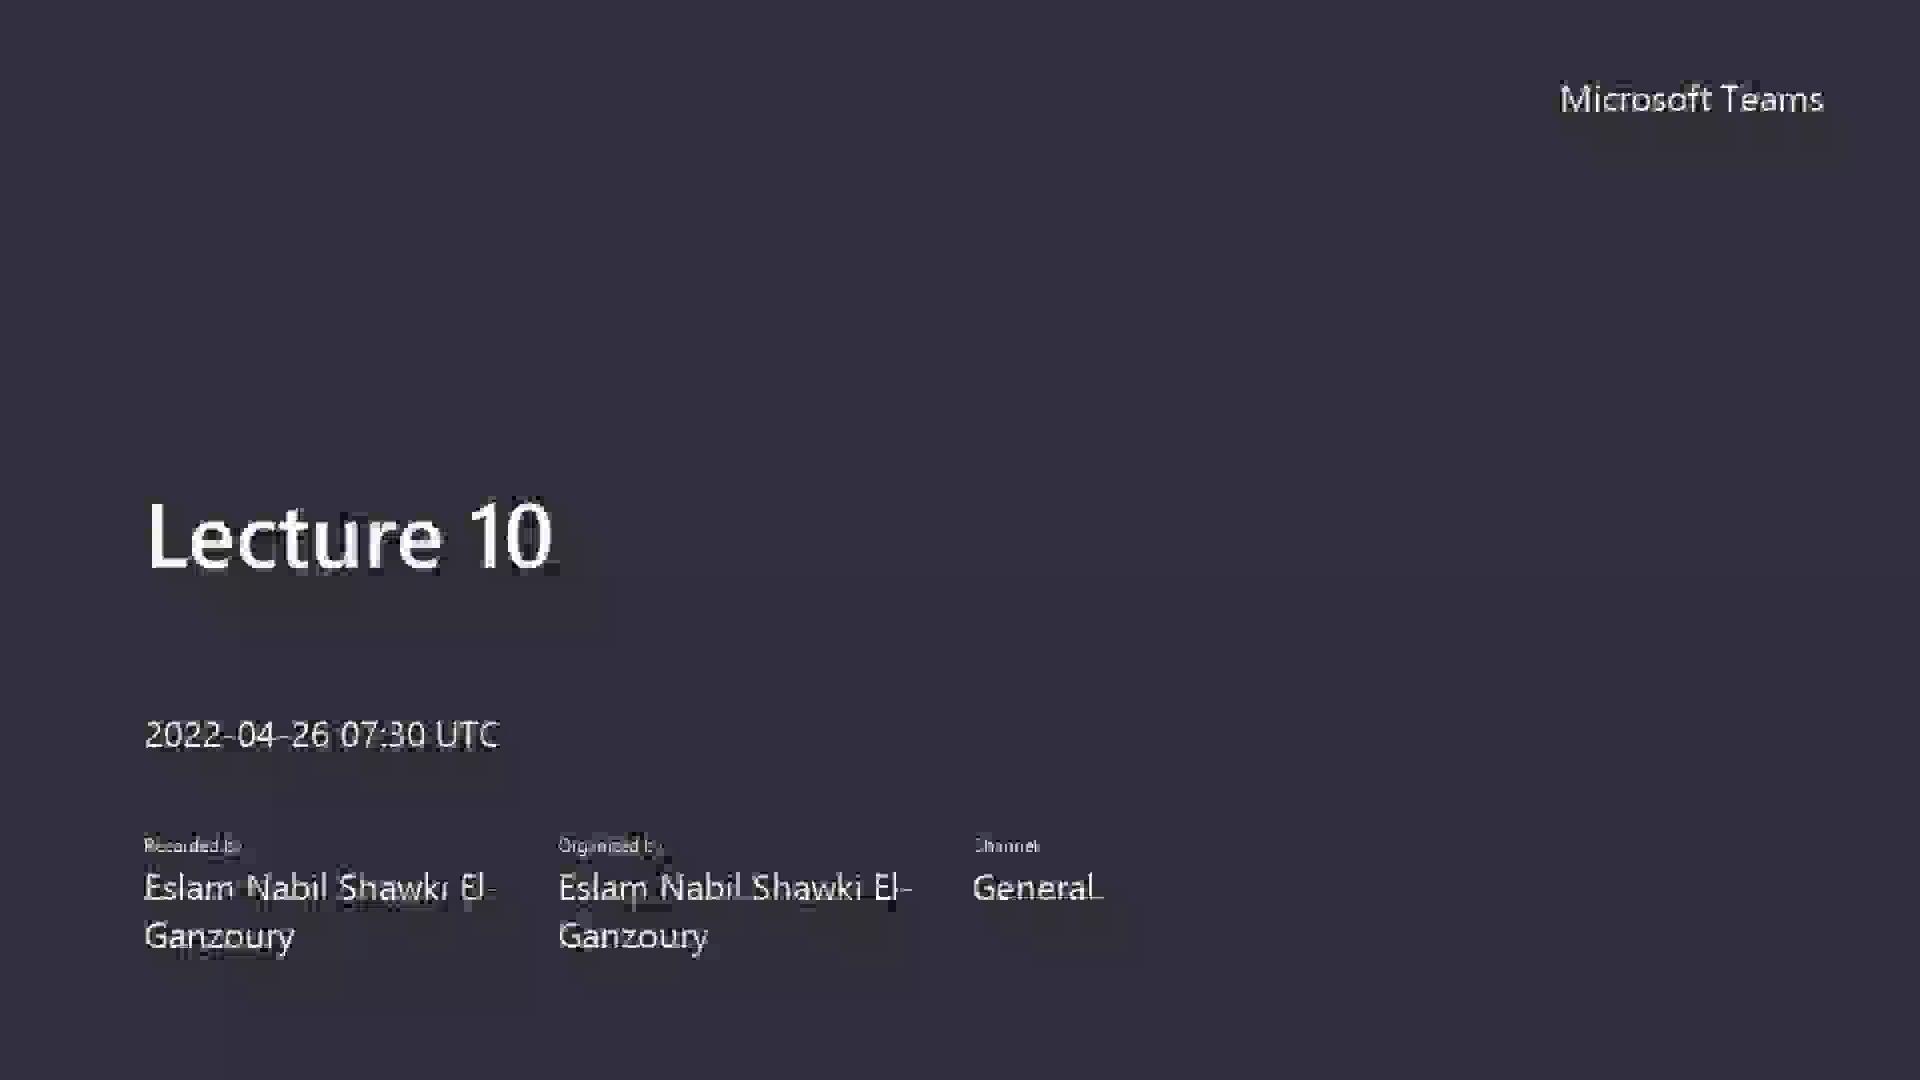 Microsoft Teams
Lecture 10
2022-04-26 07:30 UTC
Recorded by
Organized by
Channel
Eslam Nabil Shawki El-
Eslam Nabil Shawki El-
General
Ganzoury
Ganzoury